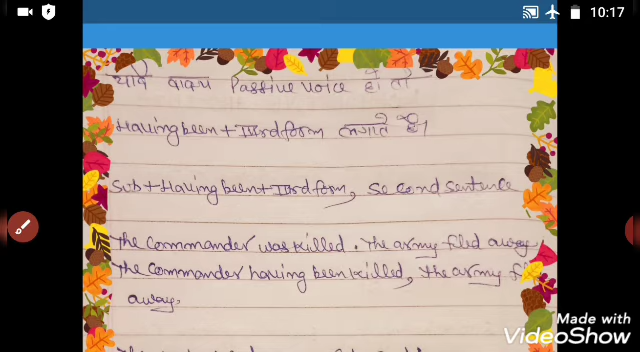 10:17
यदि वाक्य Passive voice हो तो
Having been + IIIrd form लगाते है।
Sub + Having been + IIIrd form, Second sentence
The Commander was killed. The army fled away,
The Commander having been killed, the army
away.
Made with
VideoShow